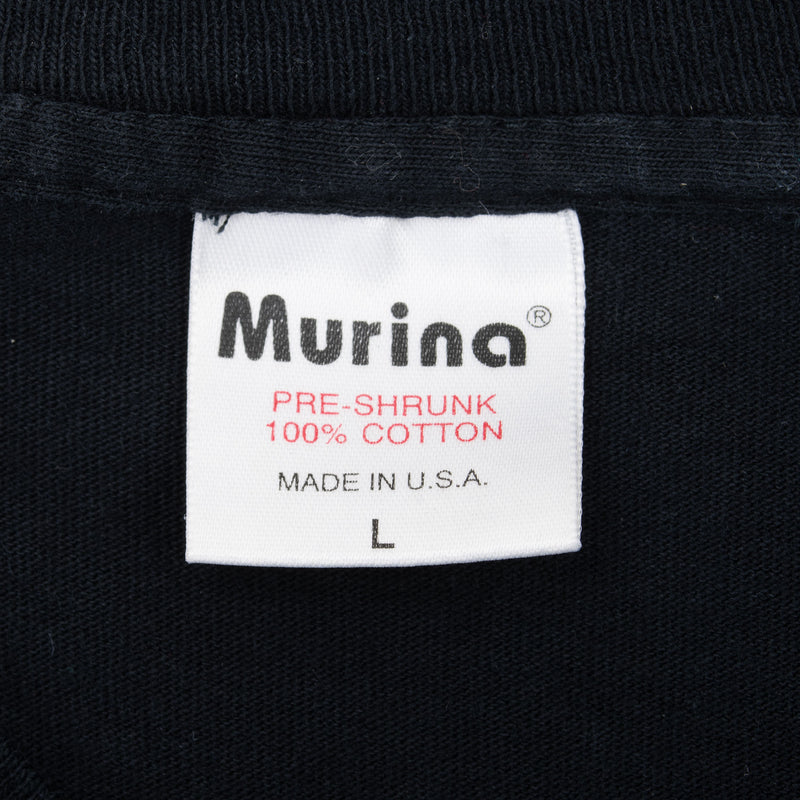 Murina®
PRE-SHRUNK
100% COTTON
MADE IN U.S.A.
L